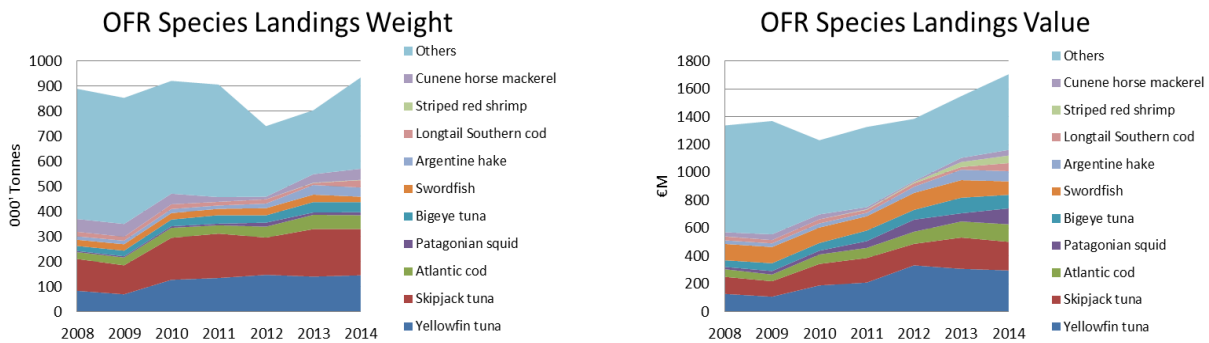 OFR Species Landings Weight
000' Tonnes
1000
900
800
700
600
500
400
300
200
100
0
2008 2009 2010 2011 2012 2013 2014
Others
Cunene horse mackerel
Striped red shrimp
Longtail Southern cod
Argentine hake
Swordfish
Bigeye tuna
Patagonian squid
Atlantic cod
Skipjack tuna
Yellowfin tuna
OFR Species Landings Value
€M
1800
1600
1400
1200
1000
800
600
400
200
0
2008 2009 2010 2011 2012 2013 2014
Others
Cunene horse mackerel
Striped red shrimp
Longtail Southern cod
Argentine hake
Swordfish
Bigeye tuna
Patagonian squid
Atlantic cod
Skipjack tuna
Yellowfin tuna